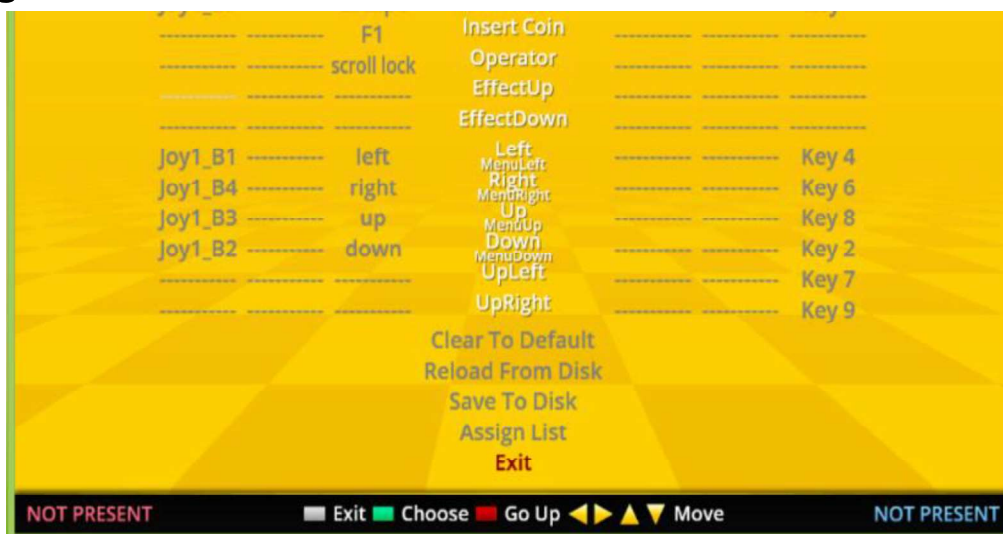 Insert Coin
---------- ---------- F1 ---------- ---------- ----------
Operator
---------- ---------- scroll lock ---------- ---------- ----------
EffectUp
---------- ---------- ---------- ---------- ---------- ----------
EffectDown
---------- ---------- ---------- ---------- ---------- ----------
Joy1_B1 ---------- left Left ---------- ---------- Key 4
MenuLeft
Joy1_B4 ---------- right Right ---------- ---------- Key 6
MenuRight
Joy1_B3 ---------- up Up ---------- ---------- Key 8
MenuUp
Joy1_B2 ---------- down Down ---------- ---------- Key 2
MenuDown
---------- ---------- ---------- UpLeft ---------- ---------- Key 7
---------- ---------- ---------- UpRight ---------- ---------- Key 9
Clear To Default
Reload From Disk
Save To Disk
Assign List
Exit
NOT PRESENT Exit Choose Go Up Move NOT PRESENT